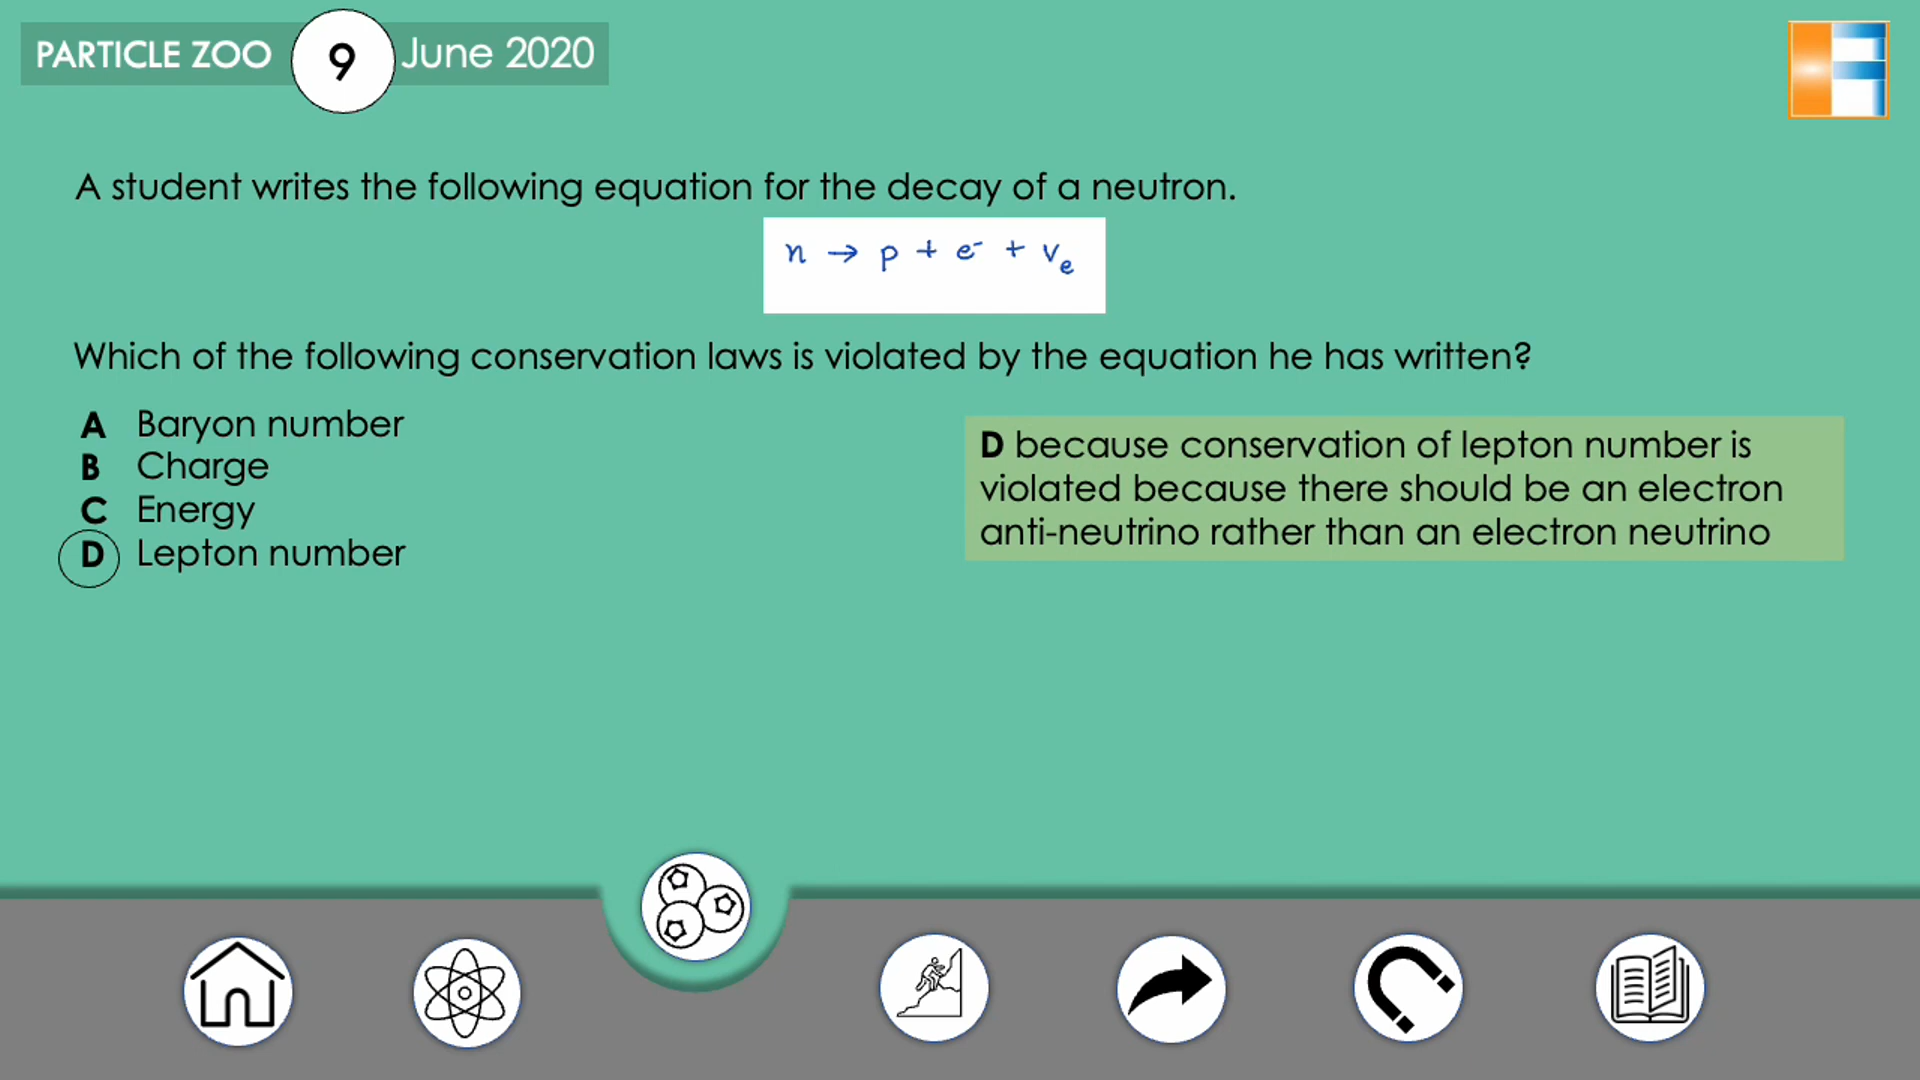 PARTICLE ZOO 9 June 2020
A student writes the following equation for the decay of a neutron.
n → p + e⁻ + νₑ
Which of the following conservation laws is violated by the equation he has written?
A Baryon number
B Charge
C Energy
D Lepton number
D because conservation of lepton number is
violated because there should be an electron
anti-neutrino rather than an electron neutrino